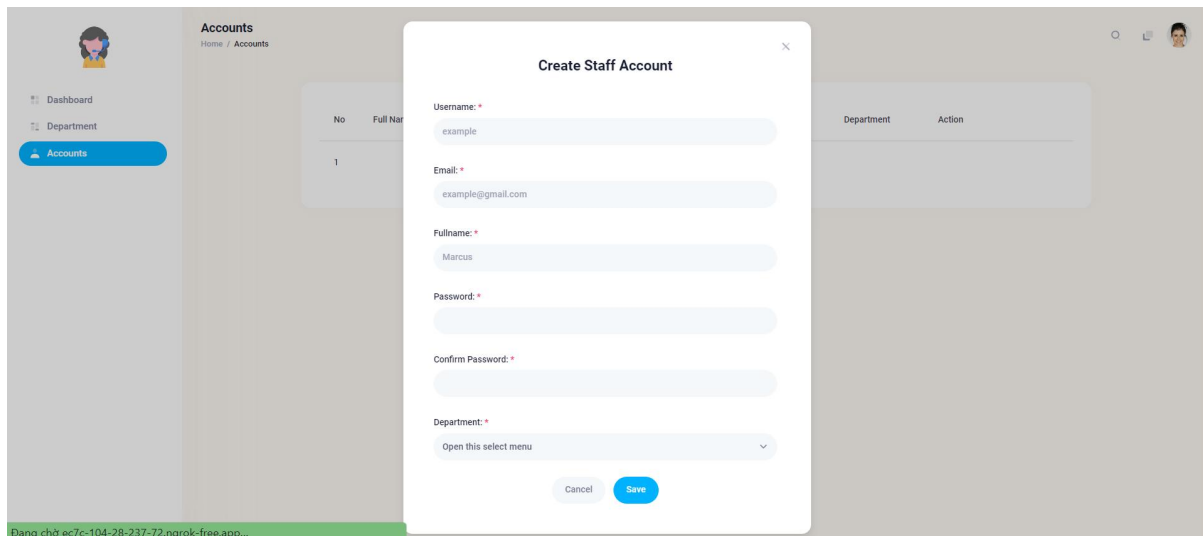 Accounts
Home / Accounts
Dashboard
Department
Accounts
No Full Nar Department Action
1
Create Staff Account
Username: *
example
Email: *
example@gmail.com
Fullname: *
Marcus
Password: *
Confirm Password: *
Department: *
Open this select menu
Cancel Save
Đang chờ ec7c-104-28-237-72.ngrok-free.app...